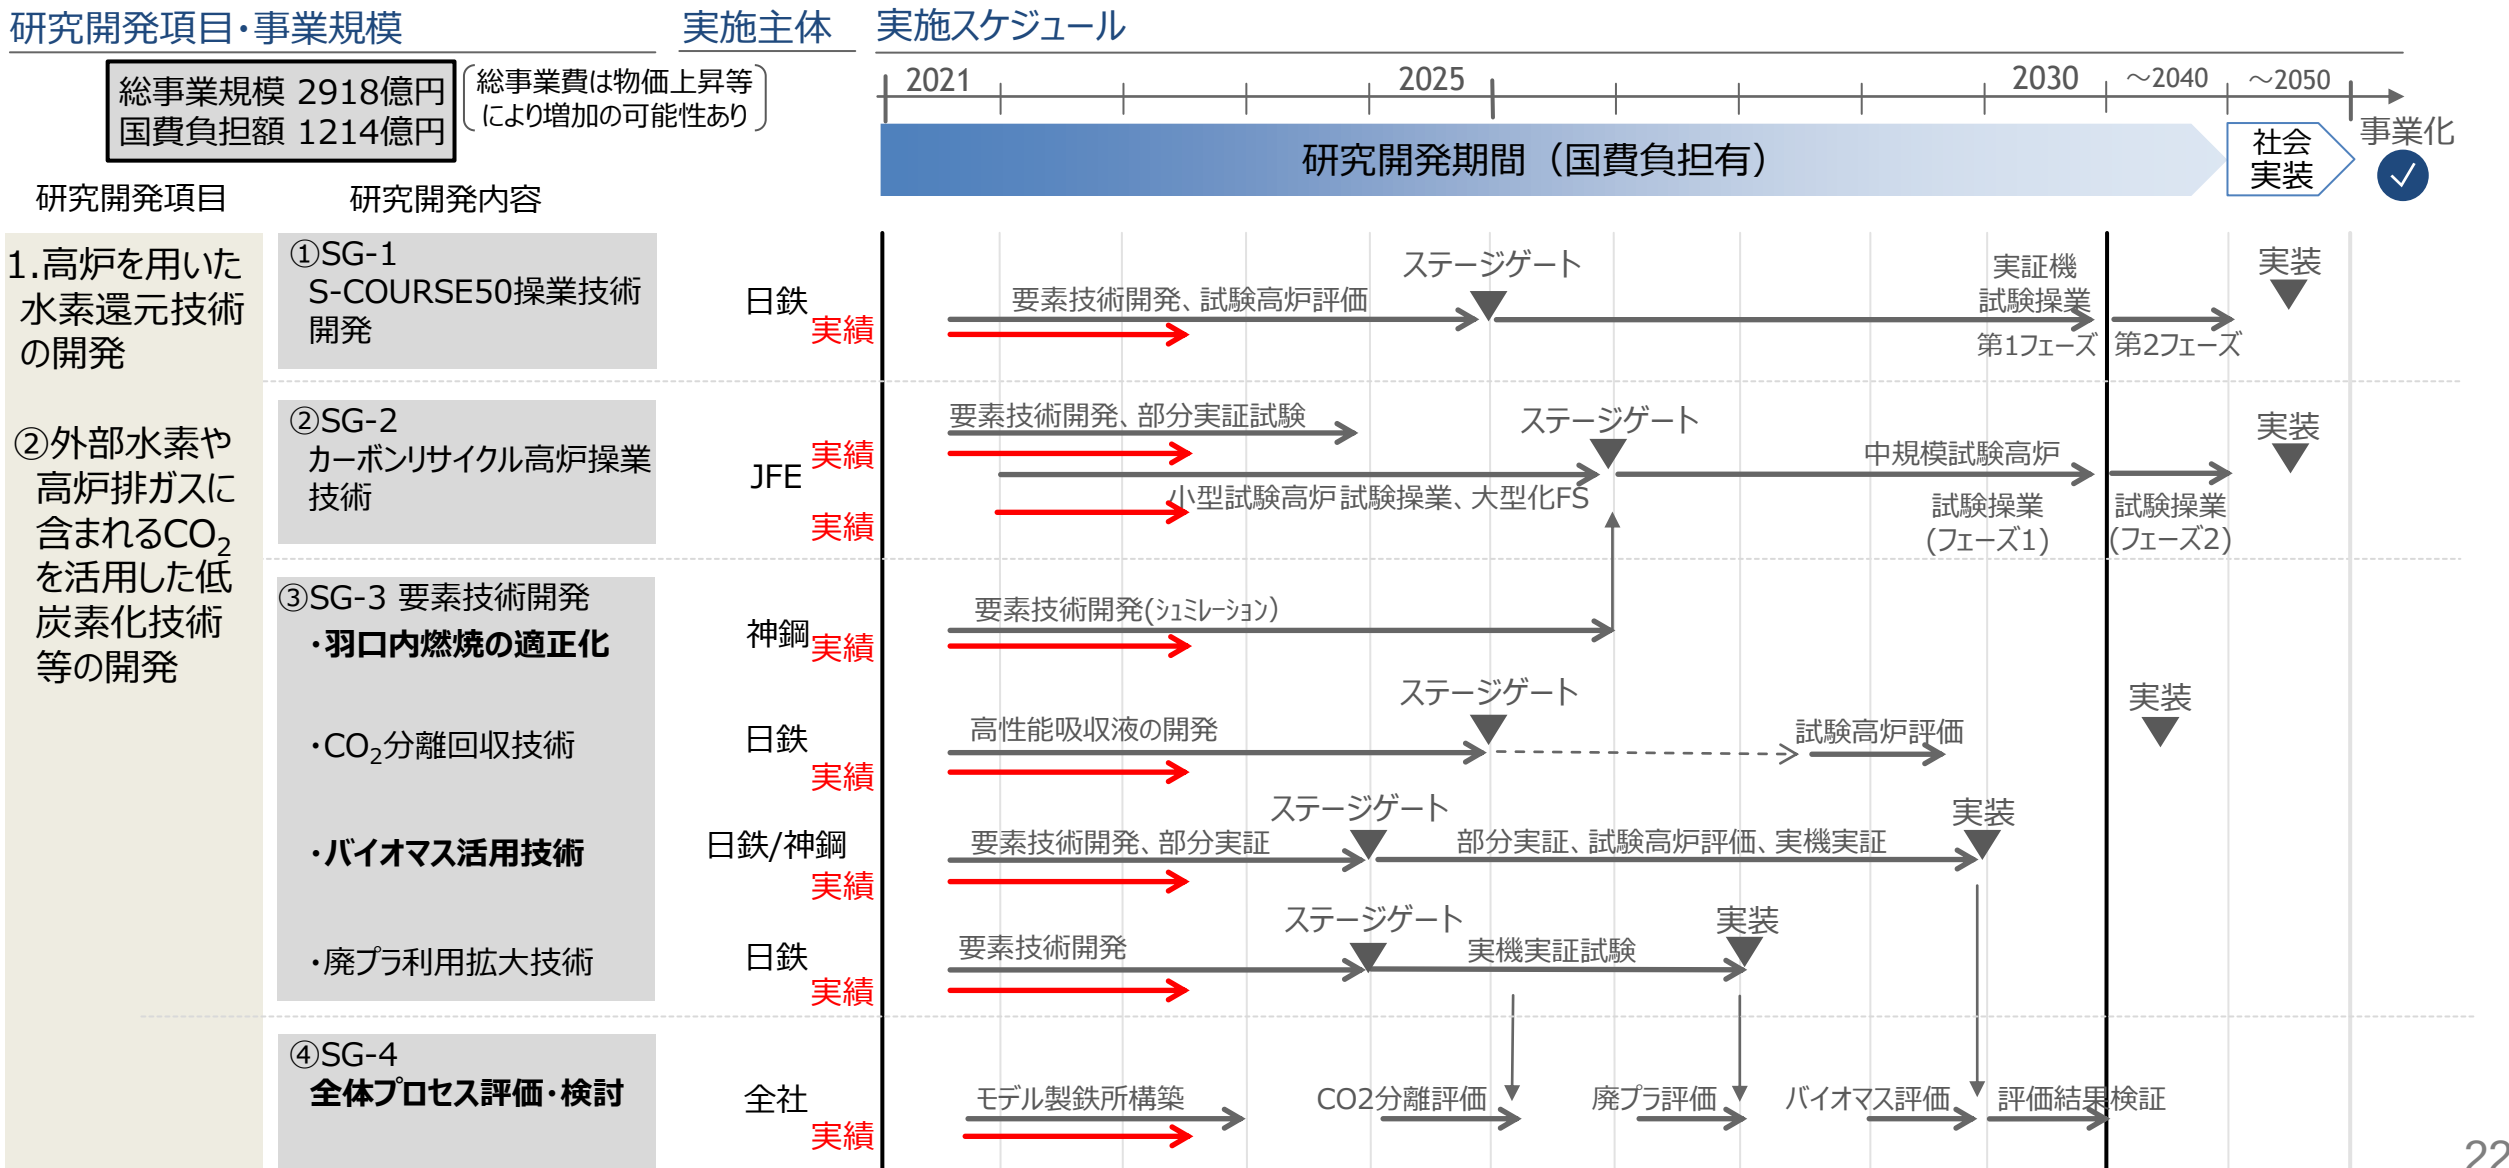 研究開発項目・事業規模
実施主体
実施スケジュール
総事業規模 2918億円
国費負担額 1214億円
総事業費は物価上昇等
により増加の可能性あり
2021
2025
2030
～2040
～2050
研究開発期間（国費負担有）
社会
実装
事業化
研究開発項目
研究開発内容
1.高炉を用いた
水素還元技術
の開発
②外部水素や
高炉排ガスに
含まれるCO2
を活用した低
炭素化技術
等の開発
①SG-1
S-COURSE50操業技術
開発
日鉄
実績
要素技術開発、試験高炉評価
ステージゲート
実証機
試験操業
第1フェーズ
第2フェーズ
実装
②SG-2
カーボンリサイクル高炉操業
技術
JFE
実績
実績
要素技術開発、部分実証試験
ステージゲート
小型試験高炉試験操業、大型化FS
中規模試験高炉
試験操業
(フェーズ1)
試験操業
(フェーズ2)
実装
③SG-3 要素技術開発
・羽口内燃焼の適正化
神鋼
実績
要素技術開発(シュミレーション)
・CO2分離回収技術
日鉄
実績
高性能吸収液の開発
ステージゲート
試験高炉評価
実装
・バイオマス活用技術
日鉄/神鋼
実績
要素技術開発、部分実証
ステージゲート
部分実証、試験高炉評価、実機実証
実装
・廃プラ利用拡大技術
日鉄
実績
要素技術開発
ステージゲート
実機実証試験
実装
④SG-4
全体プロセス評価・検討
全社
実績
モデル製鉄所構築
CO2分離評価
廃プラ評価
バイオマス評価
評価結果検証
22